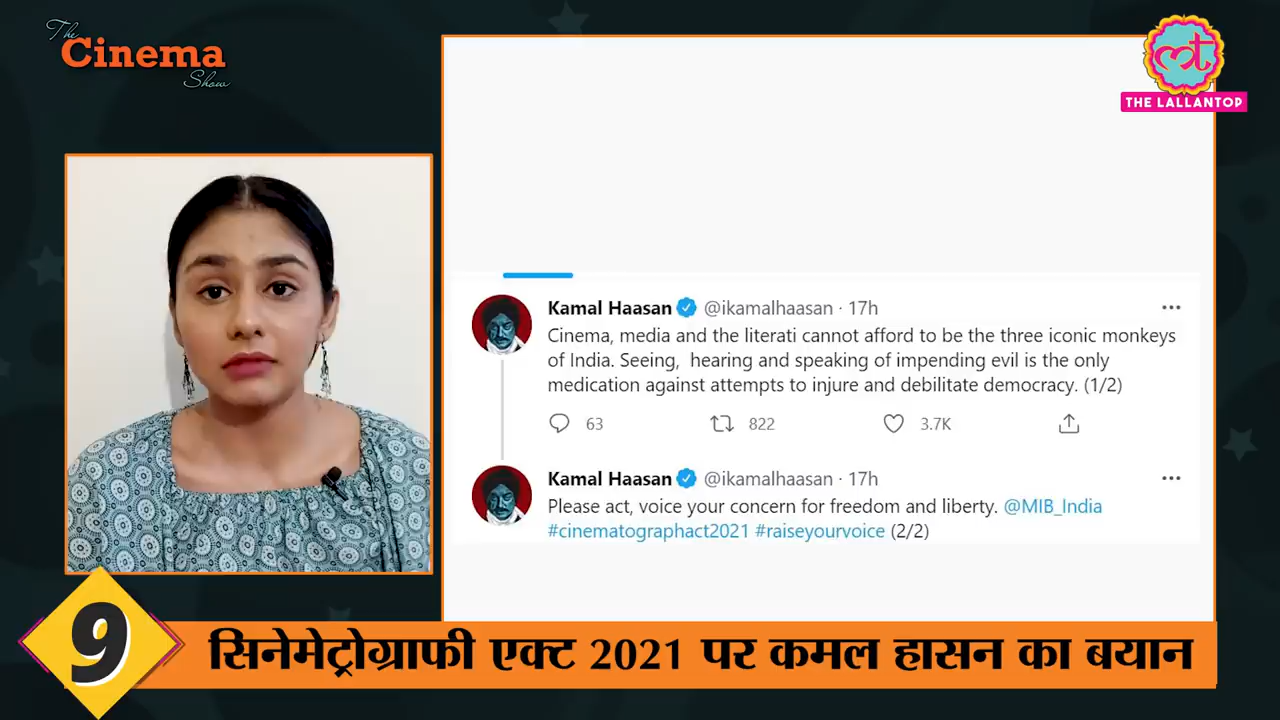 The
Cinema
Show
THE LALLANTOP
Kamal Haasan @ikamalhaasan · 17h
Cinema, media and the literati cannot afford to be the three iconic monkeys
of India. Seeing, hearing and speaking of impending evil is the only
medication against attempts to injure and debilitate democracy. (1/2)
63 822 3.7K
Kamal Haasan @ikamalhaasan · 17h
Please act, voice your concern for freedom and liberty. @MIB_India
#cinematographact2021 #raiseyourvoice (2/2)
9
सिनेमेट्रोग्राफी एक्ट 2021 पर कमल हासन का बयान